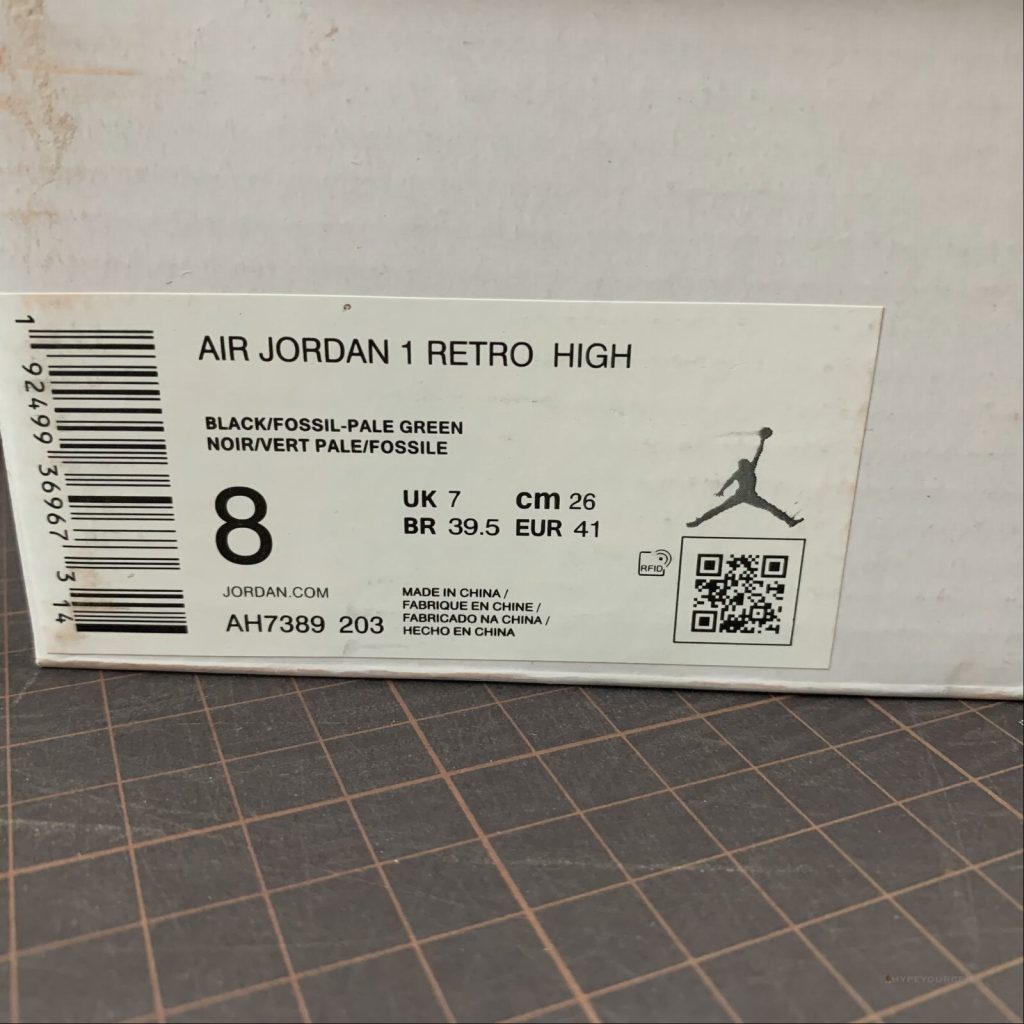 AIR JORDAN 1 RETRO HIGH
BLACK/FOSSIL-PALE GREEN
NOIR/VERT PALE/FOSSILE
8
UK 7 cm 26
BR 39.5 EUR 41
JORDAN.COM
AH7389 203
MADE IN CHINA /
FABRIQUE EN CHINE /
FABRICADO NA CHINA /
HECHO EN CHINA
RFID
1 92499 36967 3 14